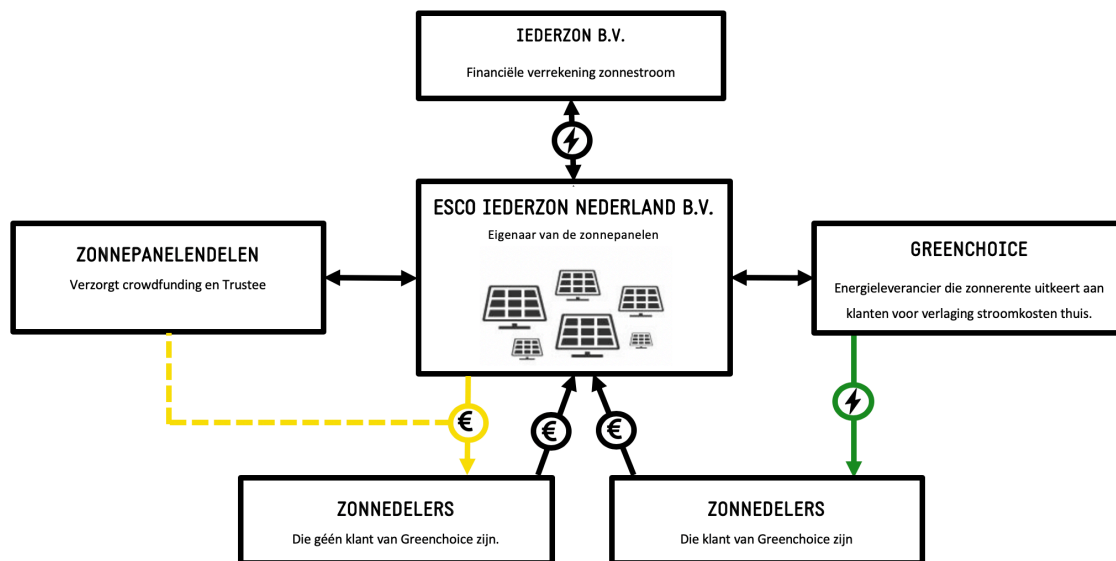 IEDERZON B.V.
Financiële verrekening zonnestroom
ESCO IEDERZON NEDERLAND B.V.
Eigenaar van de zonnepanelen
ZONNEPANELENDELEN
Verzorgt crowdfunding en Trustee
GREENCHOICE
Energieleverancier die zonnerente uitkeert aan
klanten voor verlaging stroomkosten thuis.
€
€
€
ZONNEDELERS
Die géén klant van Greenchoice zijn.
ZONNEDELERS
Die klant van Greenchoice zijn